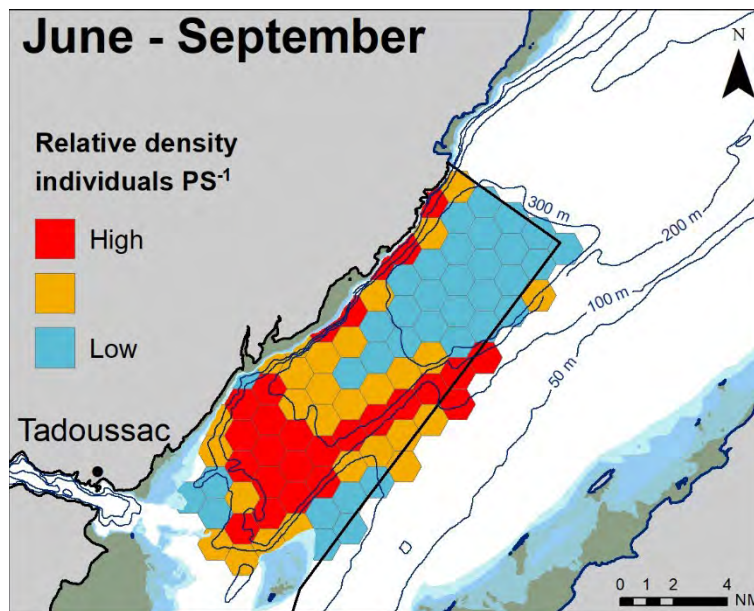 June - September
N
Relative density
individuals PS⁻¹
High
Low
300 m
200 m
100 m
50 m
Tadoussac
0 1 2 4
NM